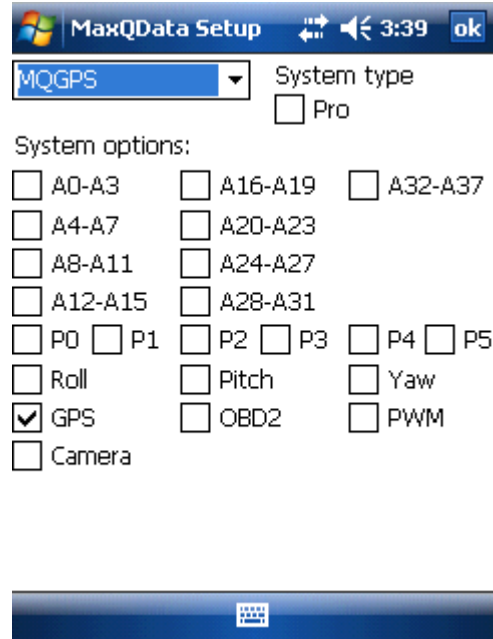 MaxQData Setup 3:39 ok
MQGPS System type
Pro
System options:
A0-A3 A16-A19 A32-A37
A4-A7 A20-A23
A8-A11 A24-A27
A12-A15 A28-A31
P0 P1 P2 P3 P4 P5
Roll Pitch Yaw
GPS OBD2 PWM
Camera